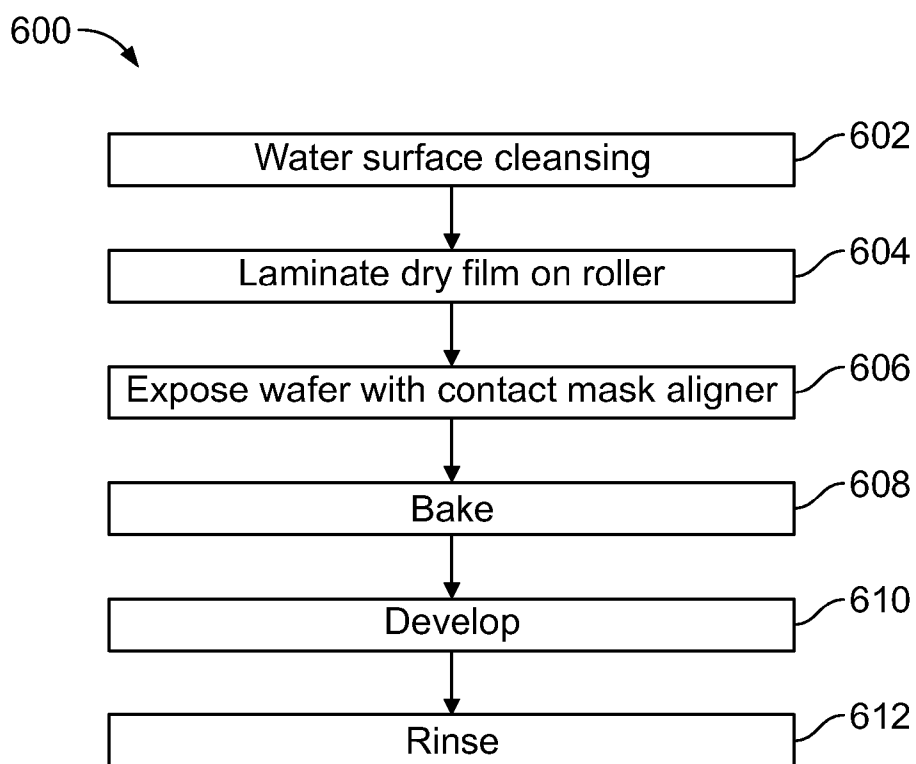 600
602
Water surface cleansing
604
Laminate dry film on roller
606
Expose wafer with contact mask aligner
608
Bake
610
Develop
612
Rinse